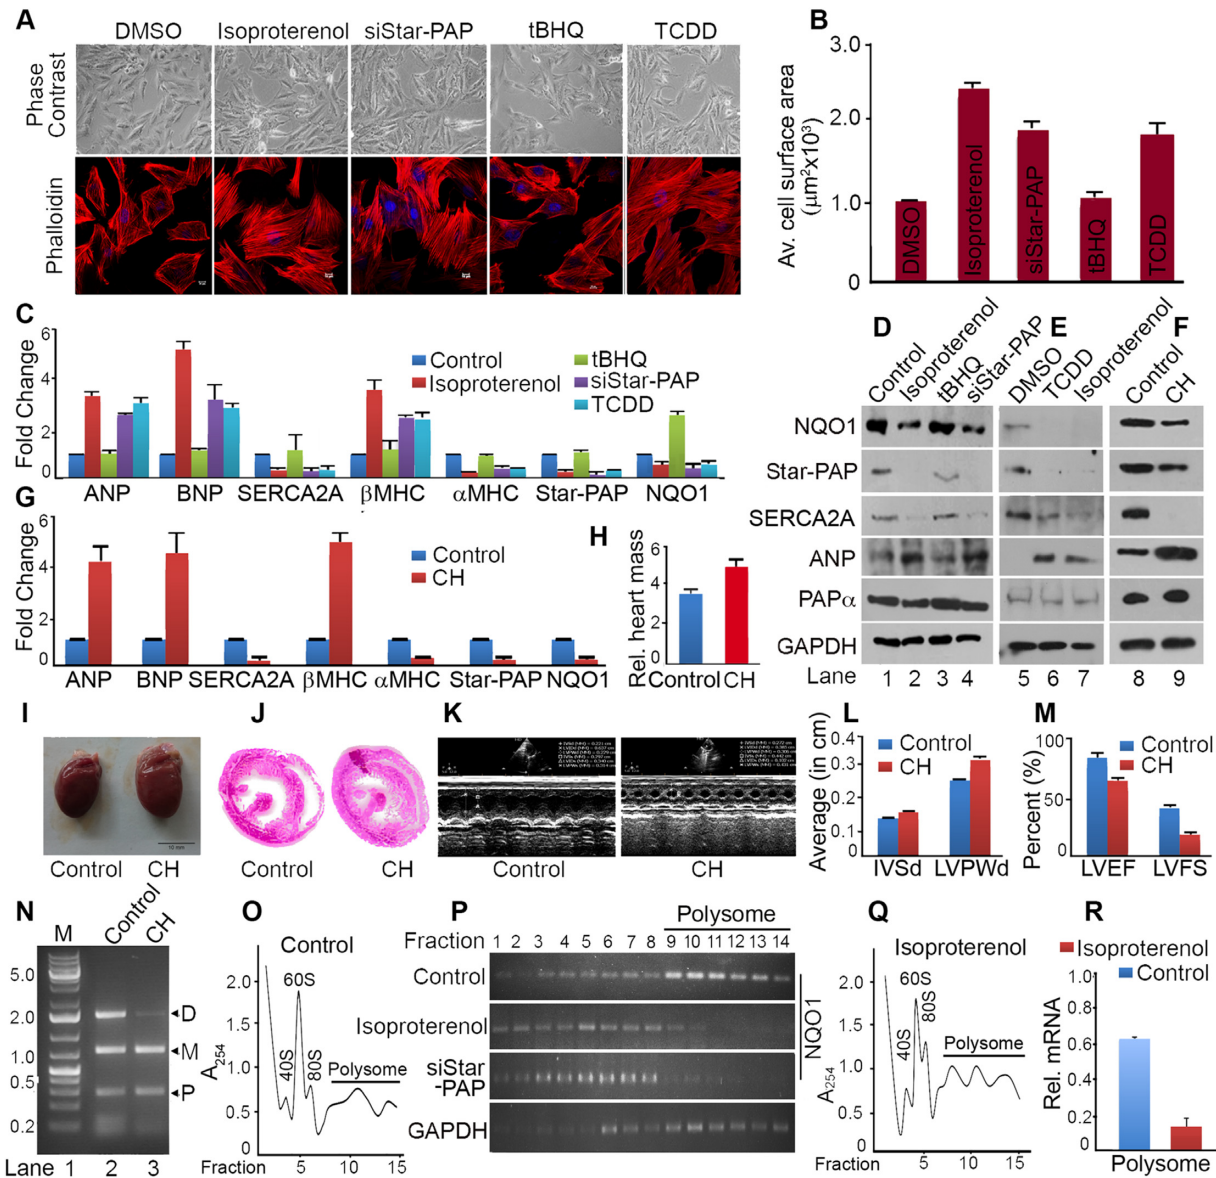 A
DMSO Isoproterenol siStar-PAP tBHQ TCDD
Phase
Contrast
Phalloidin
B
Av. cell surface area
(µm²x10³)
3.0
2.0
1.0
0
DMSO
Isoproterenol
siStar-PAP
tBHQ
TCDD
C
Fold Change
6
4
2
0
Control
Isoproterenol
tBHQ
siStar-PAP
TCDD
ANP BNP SERCA2A βMHC αMHC Star-PAP NQO1
D E F
Control
Isoproterenol
tBHQ
siStar-PAP
DMSO
TCDD
Isoproterenol
Control
CH
NQO1
Star-PAP
SERCA2A
ANP
PAPα
GAPDH
Lane 1 2 3 4 5 6 7 8 9
G
Fold Change
6
4
2
0
Control
CH
ANP BNP SERCA2A βMHC αMHC Star-PAP NQO1
H
Rel. heart mass
6
4
2
0
Control CH
I
10 mm
Control CH
J
Control CH
K
Control CH
L
Average (in cm)
0.4
0.3
0.2
0.1
0
Control
CH
IVSd LVPWd
M
Percent (%)
100
50
0
Control
CH
LVEF LVFS
N
M Control CH
5.0
2.0
1.0
0.5
0.2
D
M
P
Lane 1 2 3
O
Control
A254
2.0
1.5
1.0
0.5
0
40S
60S
80S
Polysome
Fraction 5 10 15
P
Polysome
Fraction 1 2 3 4 5 6 7 8 9 10 11 12 13 14
Control
Isoproterenol
siStar
-PAP
GAPDH
NQO1
Q
Isoproterenol
A254
2.0
1.5
1.0
0.5
0
40S
60S
80S
Polysome
Fraction 5 10 15
R
Isoproterenol
Control
Rel. mRNA
1.0
0.6
0.2
0
Polysome